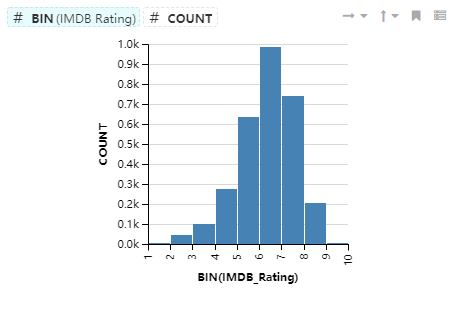 # BIN (IMDB Rating) # COUNT
1.0k
0.9k
0.8k
0.7k
0.6k
0.5k
0.4k
0.3k
0.2k
0.1k
0.0k
COUNT
1 2 3 4 5 6 7 8 9 10
BIN(IMDB_Rating)